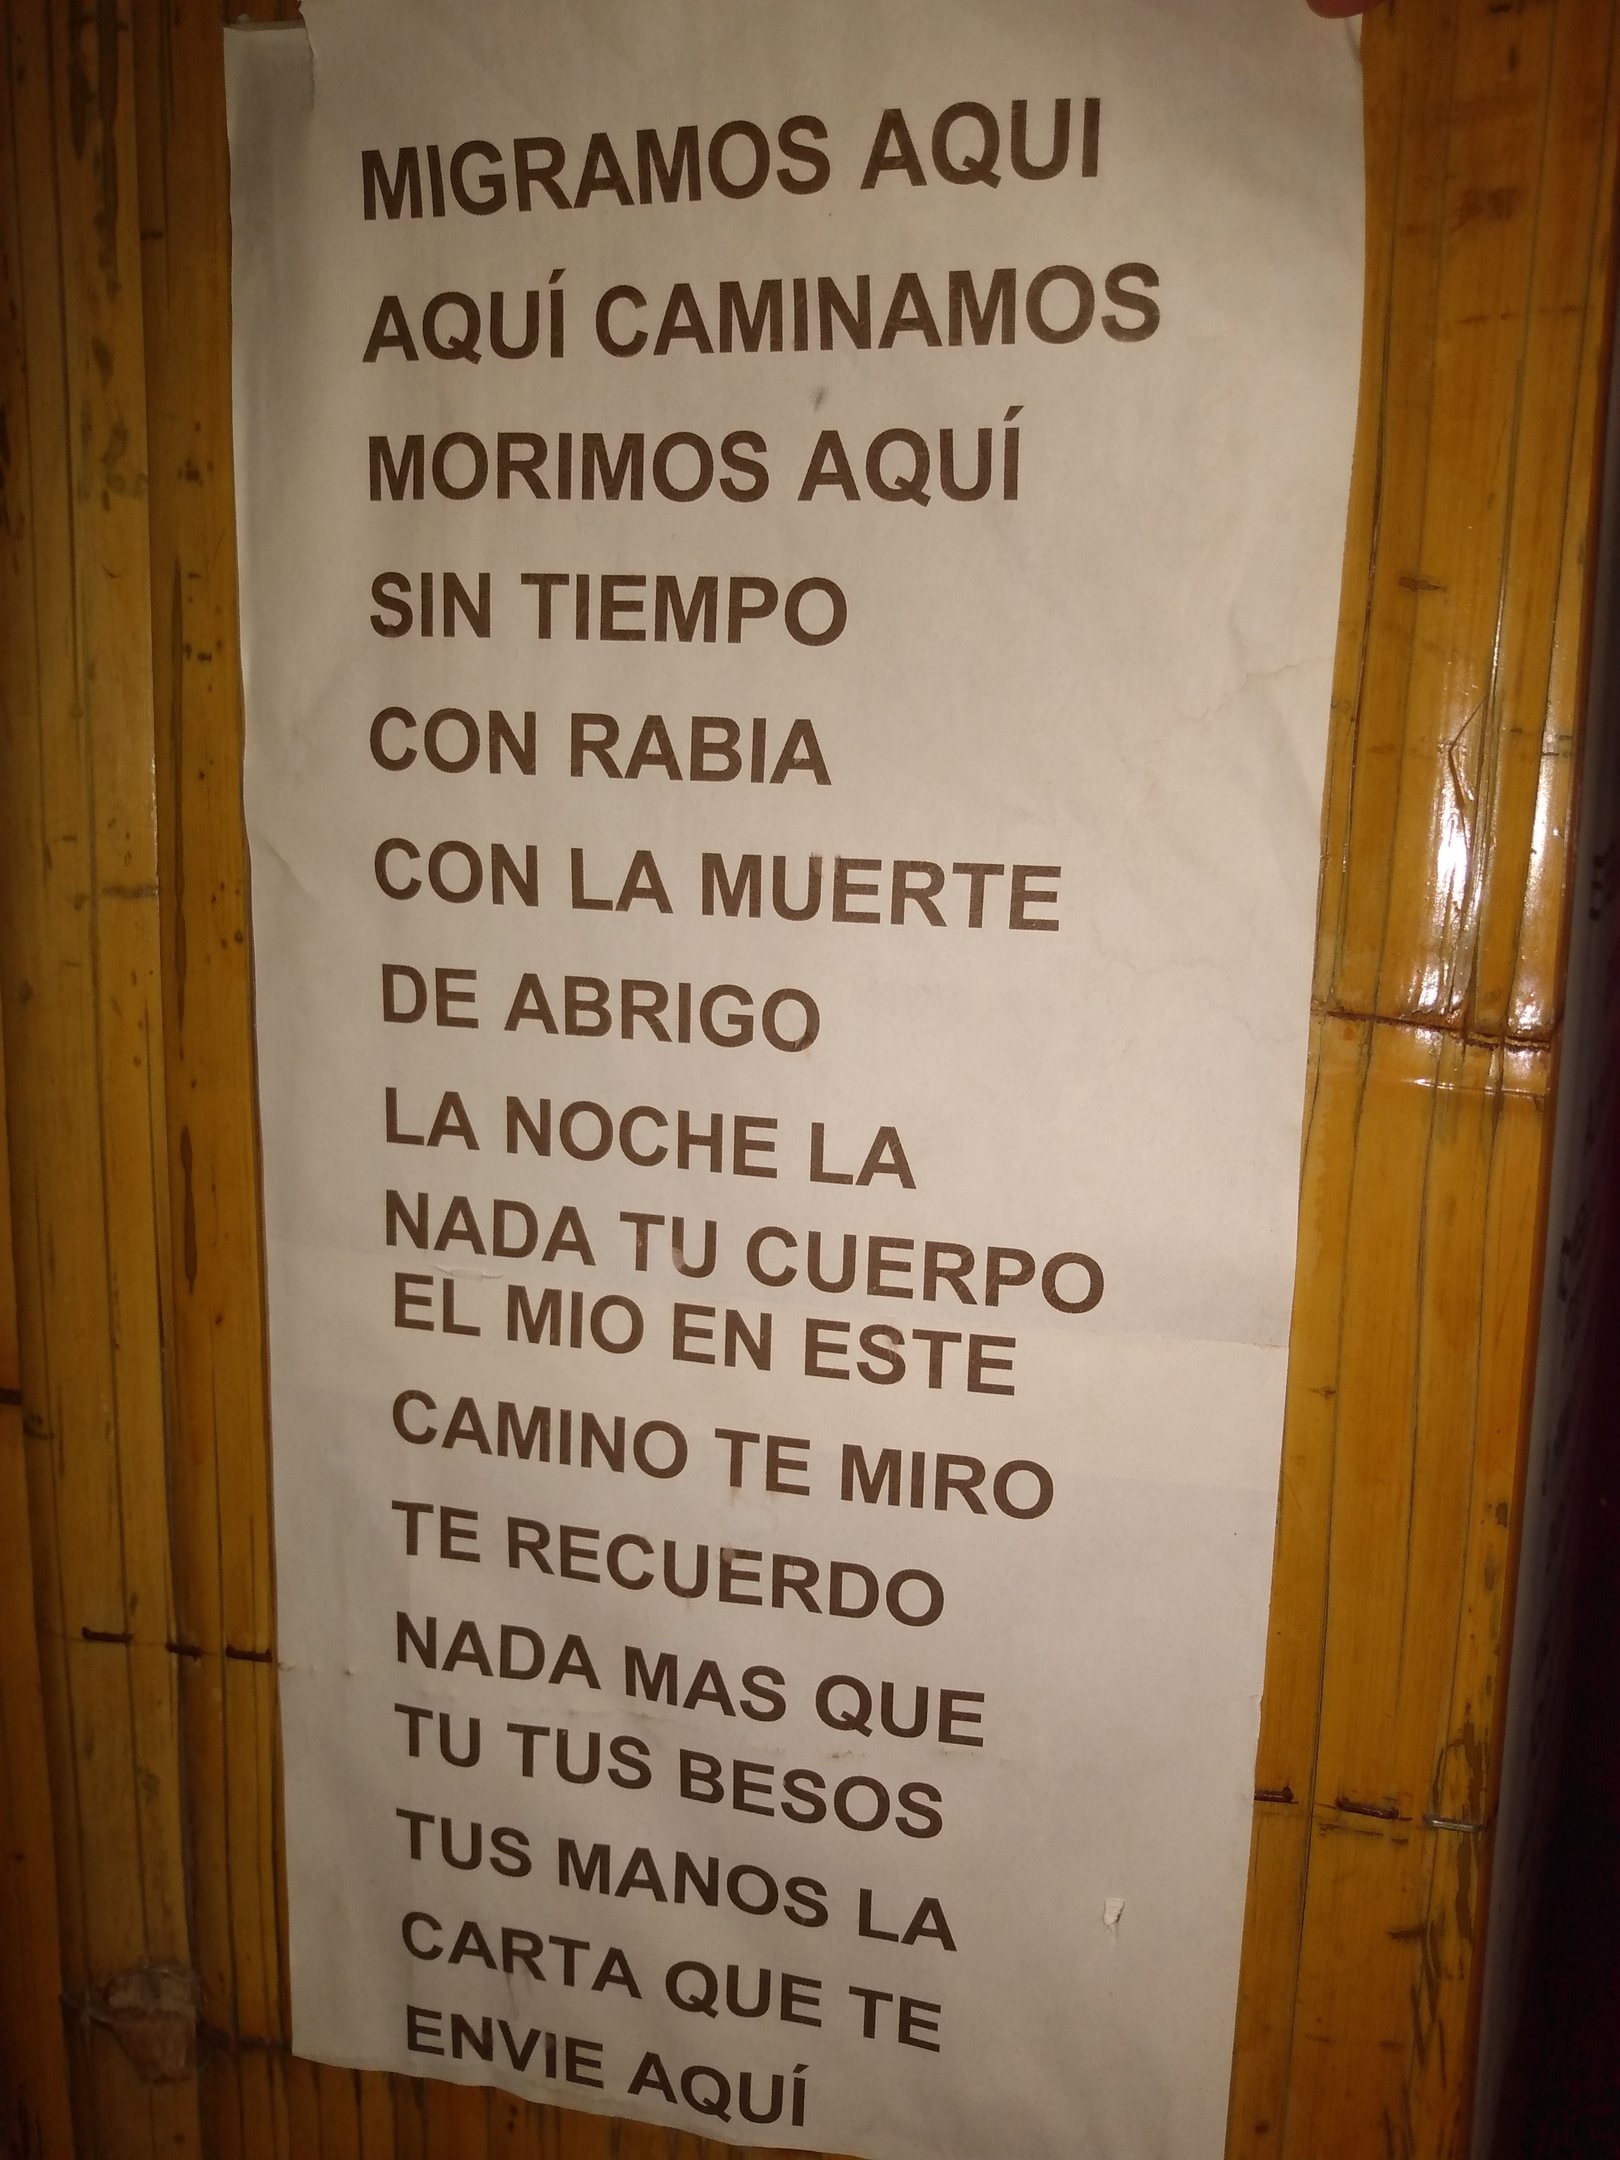 MIGRAMOS AQUI
AQUÍ CAMINAMOS
MORIMOS AQUÍ
SIN TIEMPO
CON RABIA
CON LA MUERTE
DE ABRIGO
LA NOCHE LA
NADA TU CUERPO
EL MIO EN ESTE
CAMINO TE MIRO
TE RECUERDO
NADA MAS QUE
TU TUS BESOS
TUS MANOS LA
CARTA QUE TE
ENVIE AQUÍ